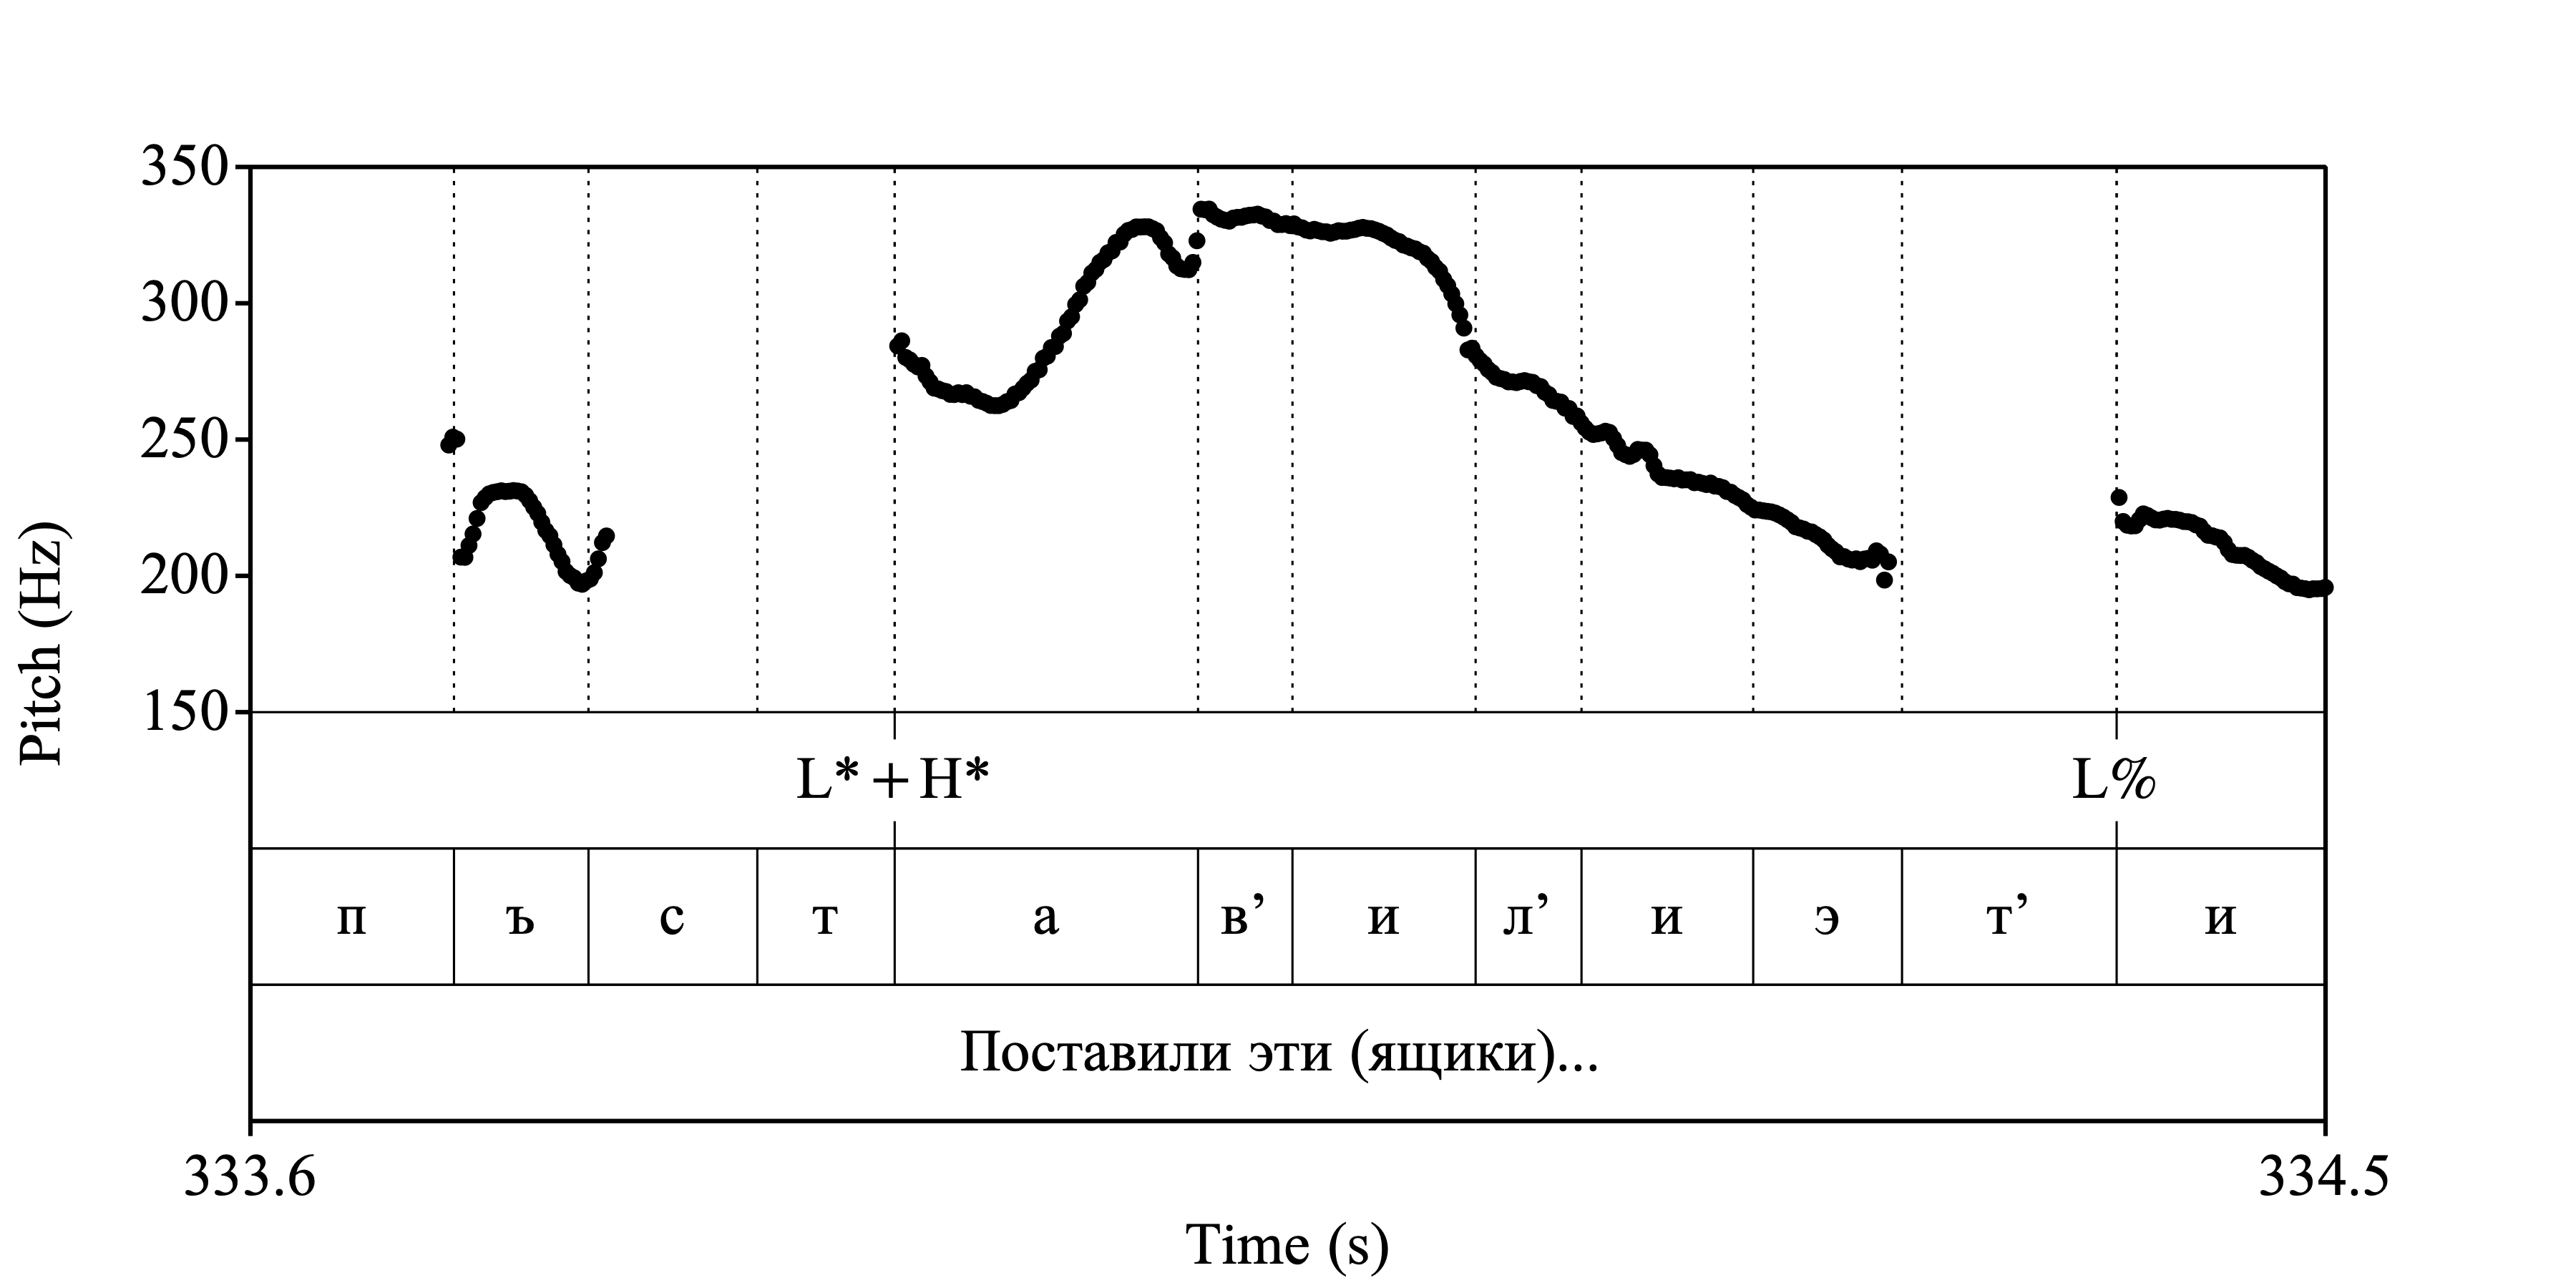 350
300
250
200
150
Pitch (Hz)
L* + H* L%
п ъ с т а в’ и л’ и э т’ и
Поставили эти (ящики)...
333.6 334.5
Time (s)